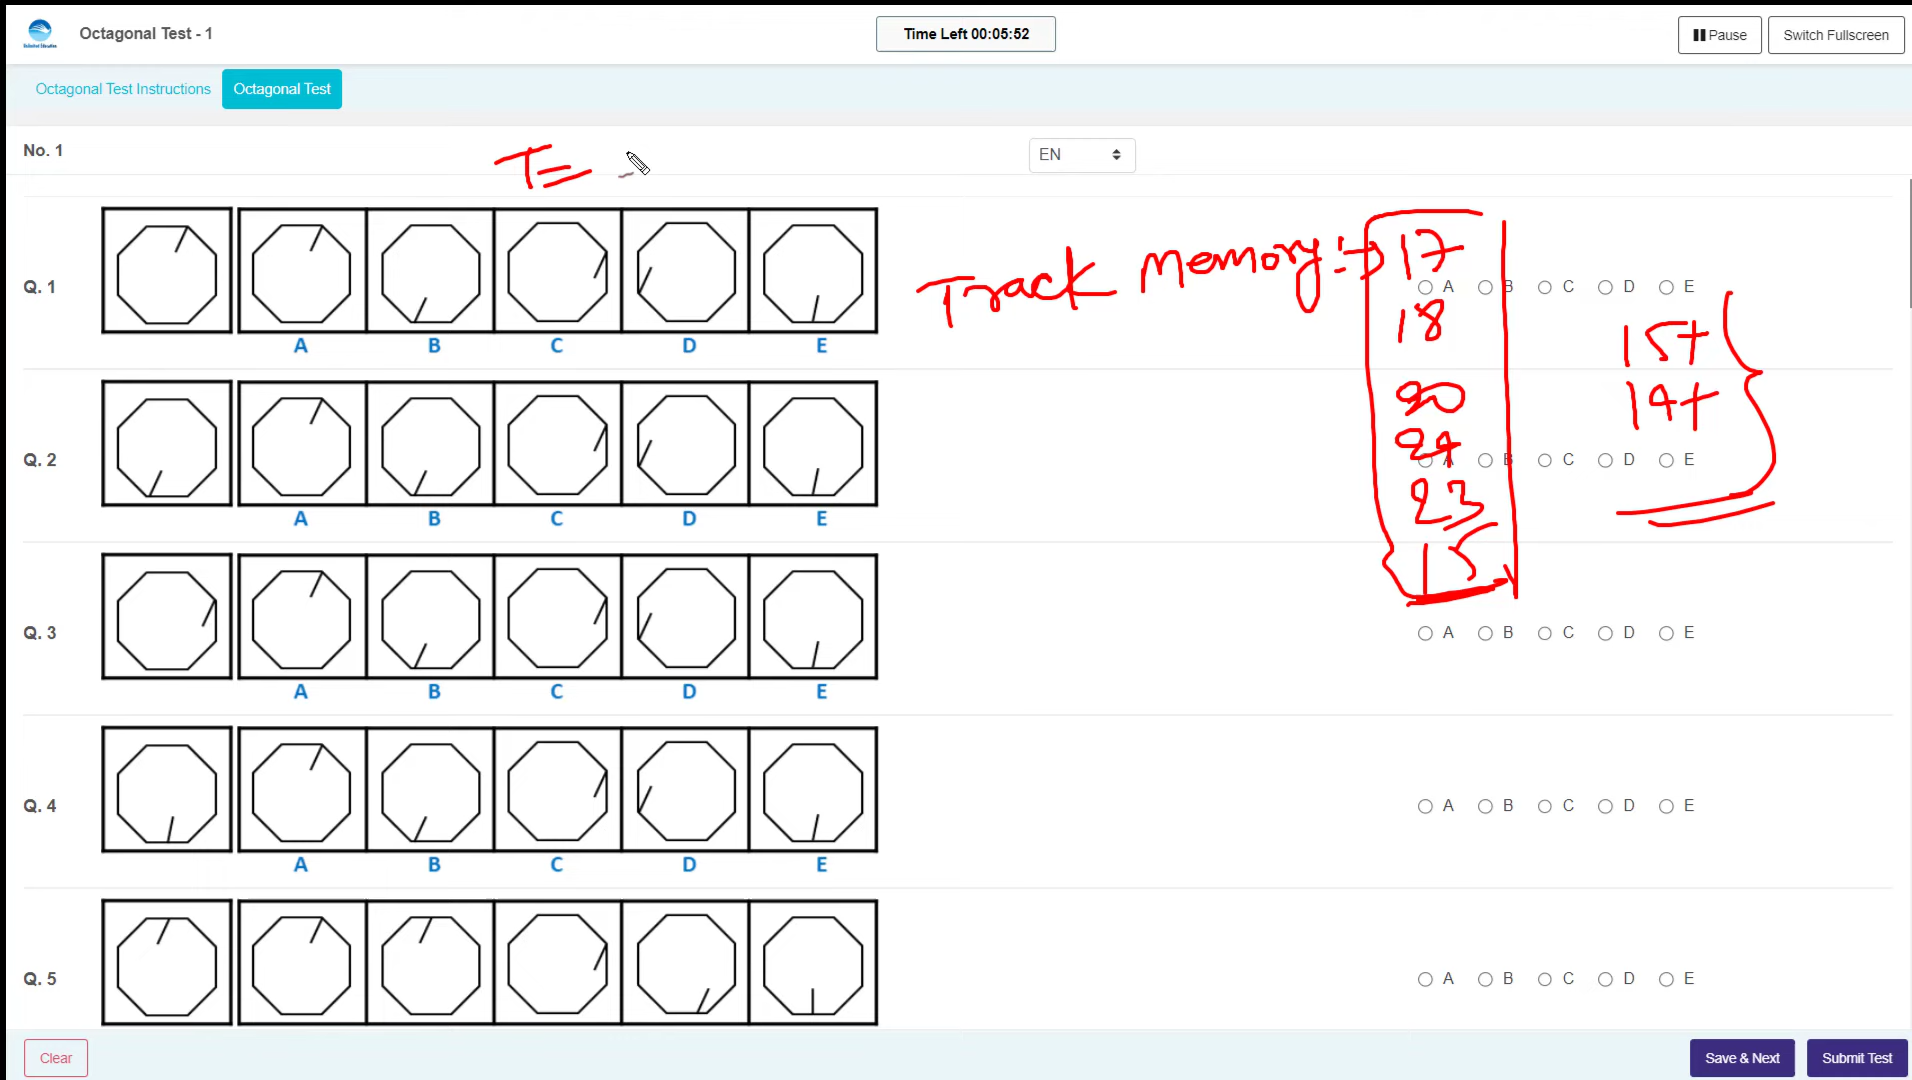 Octagonal Test - 1
Time Left 00:05:52
Pause
Switch Fullscreen
Octagonal Test Instructions
Octagonal Test
No. 1
EN
T=
Track memory:→
17
18
20
24
23
15
15+
14+
Q. 1
A B C D E
A B C D E
Q. 2
A B C D E
A B C D E
Q. 3
A B C D E
A B C D E
Q. 4
A B C D E
A B C D E
Q. 5
A B C D E
Clear
Save & Next
Submit Test